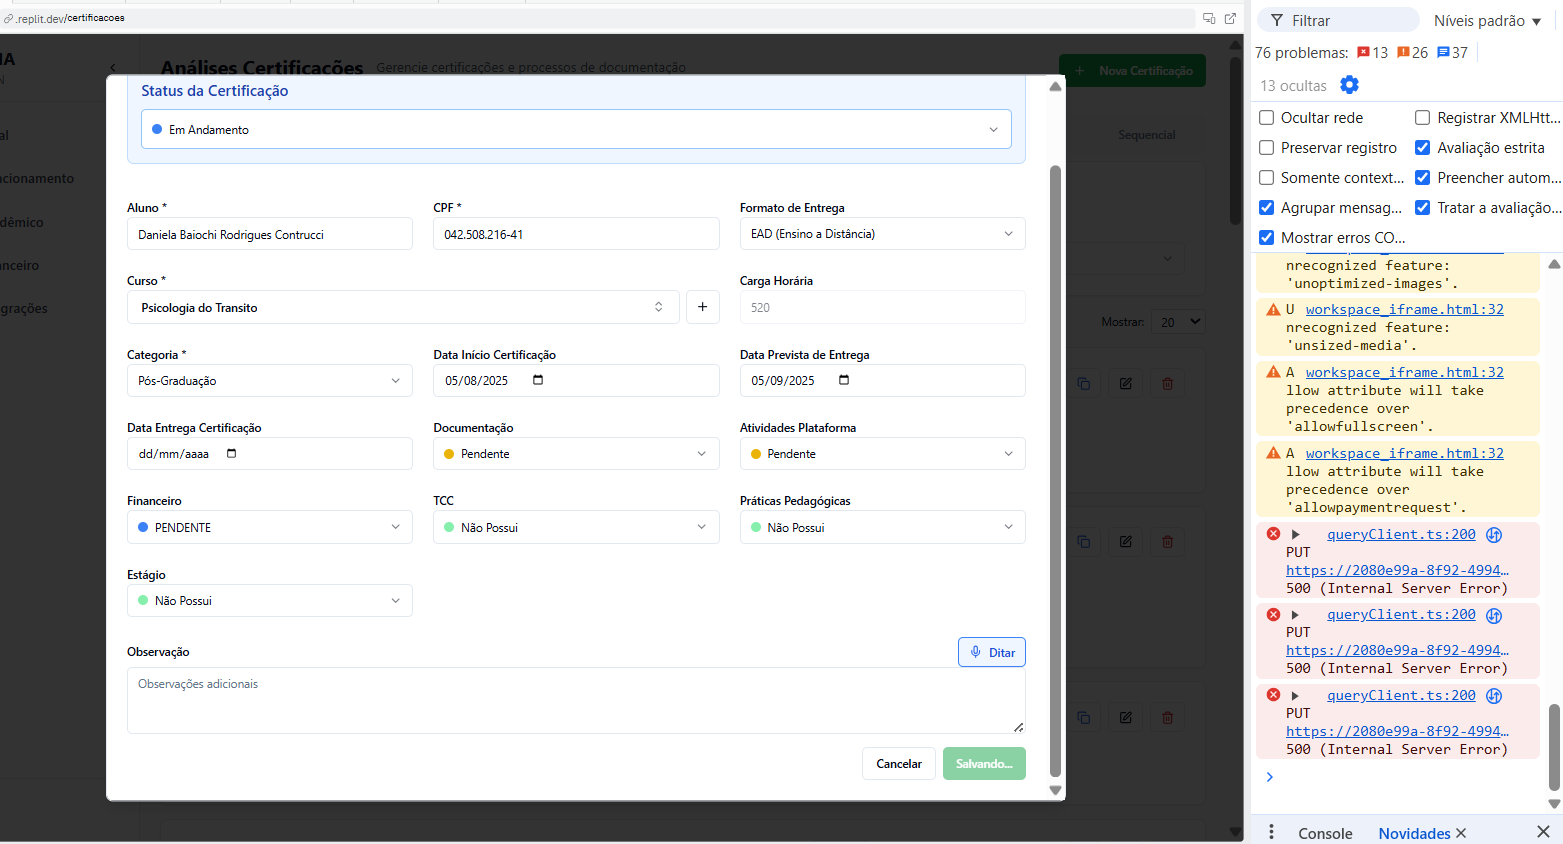 .replit.dev/certificacoes
IA
N
Análises Certificações
Gerencie certificações e processos de documentação
+ Nova Certificação
al
ncionamento
dêmico
nceiro
grações
Sequencial
Mostrar: 20
Status da Certificação
Em Andamento
Aluno *
CPF *
Formato de Entrega
Daniela Baiochi Rodrigues Contrucci
042.508.216-41
EAD (Ensino a Distância)
Curso *
Carga Horária
Psicologia do Transito
+
520
Categoria *
Data Início Certificação
Data Prevista de Entrega
Pós-Graduação
05/08/2025
05/09/2025
Data Entrega Certificação
Documentação
Atividades Plataforma
dd/mm/aaaa
Pendente
Pendente
Financeiro
TCC
Práticas Pedagógicas
PENDENTE
Não Possui
Não Possui
Estágio
Não Possui
Observação
Ditar
Observações adicionais
Cancelar
Salvando...
Filtrar
Níveis padrão ▼
76 problemas: 13 26 37
13 ocultas
Ocultar rede
Registrar XMLHtt...
Preservar registro
Avaliação estrita
Somente context...
Preencher autom...
Agrupar mensag...
Tratar a avaliação...
Mostrar erros CO...
nrecognized feature:
'unoptimized-images'.
U workspace_iframe.html:32
nrecognized feature:
'unsized-media'.
A workspace_iframe.html:32
llow attribute will take
precedence over
'allowfullscreen'.
A workspace_iframe.html:32
llow attribute will take
precedence over
'allowpaymentrequest'.
queryClient.ts:200
PUT
https://2080e99a-8f92-4994…
500 (Internal Server Error)
queryClient.ts:200
PUT
https://2080e99a-8f92-4994…
500 (Internal Server Error)
queryClient.ts:200
PUT
https://2080e99a-8f92-4994…
500 (Internal Server Error)
Console
Novidades